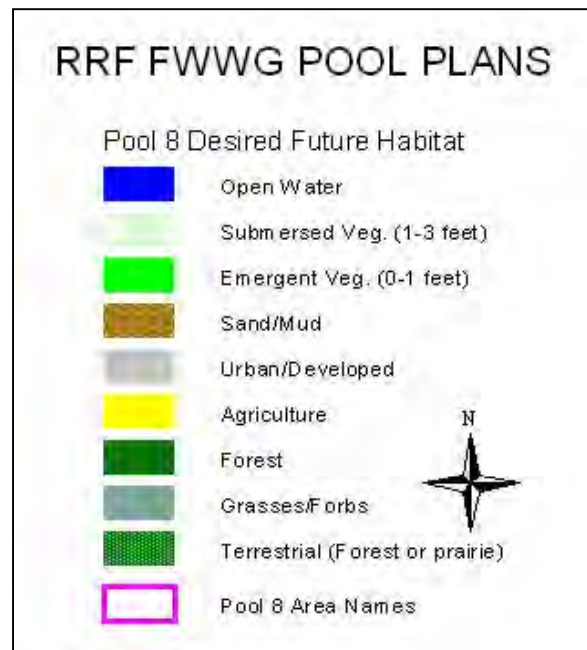 RRF FWWG POOL PLANS
Pool 8 Desired Future Habitat
Open Water
Submersed Veg. (1-3 feet)
Emergent Veg. (0-1 feet)
Sand/Mud
Urban/Developed
Agriculture
N
Forest
Grasses/Forbs
Terrestrial (Forest or prairie)
Pool 8 Area Names